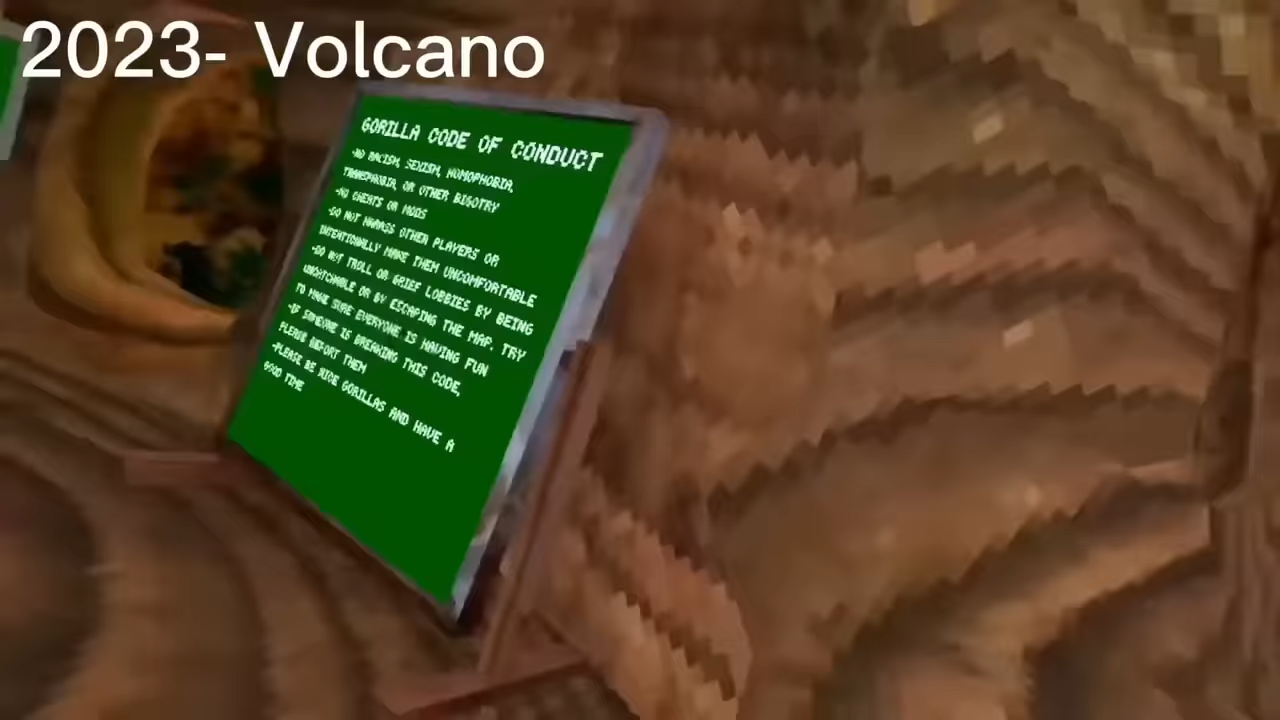 2023- Volcano
GORILLA CODE OF CONDUCT
-NO RACISM, SEXISM, HOMOPHOBIA,
TRANSPHOBIA, OR OTHER BIGOTRY
-NO CHEATS OR MODS
-DO NOT HARASS OTHER PLAYERS OR
INTENTIONALLY MAKE THEM UNCOMFORTABLE
-DO NOT TROLL OR GRIEF LOBBIES BY BEING
UNCATCHABLE OR BY ESCAPING THE MAP. TRY
TO MAKE SURE EVERYONE IS HAVING FUN
-IF SOMEONE IS BREAKING THIS CODE,
PLEASE REPORT THEM
-PLEASE BE NICE GORILLAS AND HAVE A
GOOD TIME